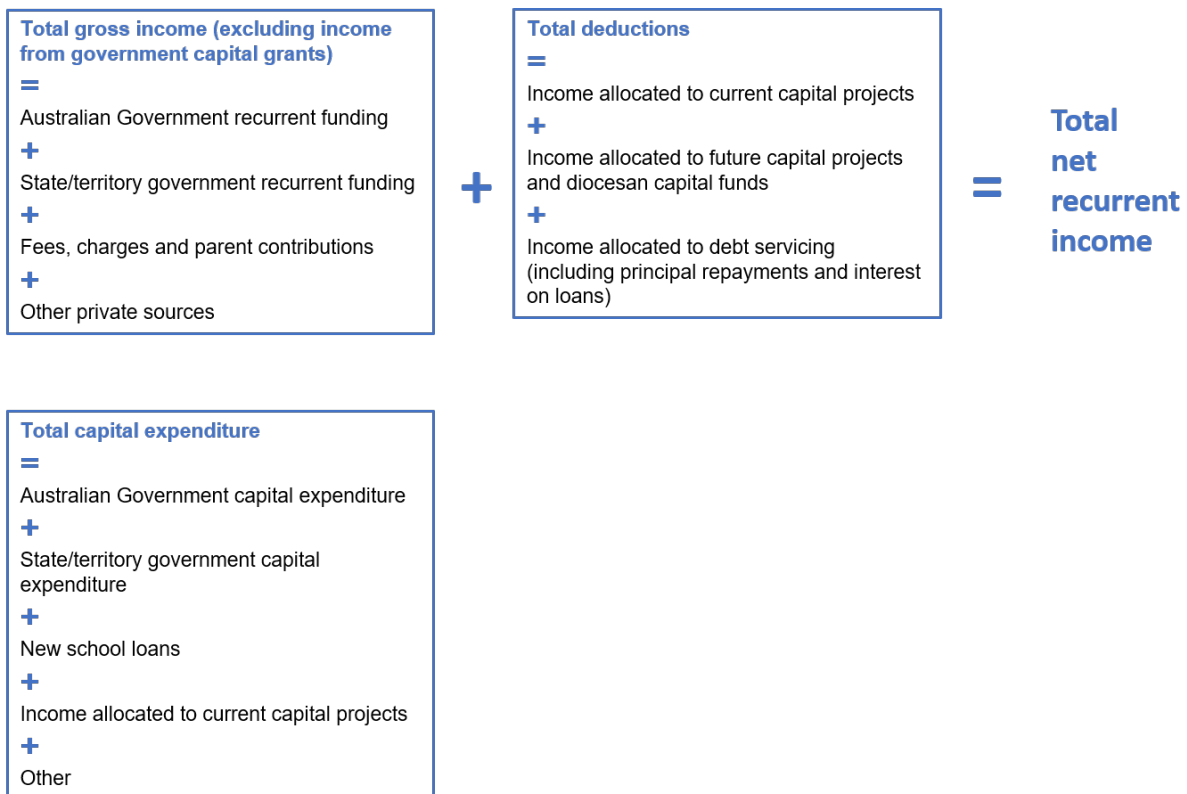 Total gross income (excluding income
from government capital grants)
=
Australian Government recurrent funding
+
State/territory government recurrent funding
+
Fees, charges and parent contributions
+
Other private sources
+
Total deductions
=
Income allocated to current capital projects
+
Income allocated to future capital projects
and diocesan capital funds
+
Income allocated to debt servicing
(including principal repayments and interest
on loans)
=
Total
net
recurrent
income
Total capital expenditure
=
Australian Government capital expenditure
+
State/territory government capital
expenditure
+
New school loans
+
Income allocated to current capital projects
+
Other